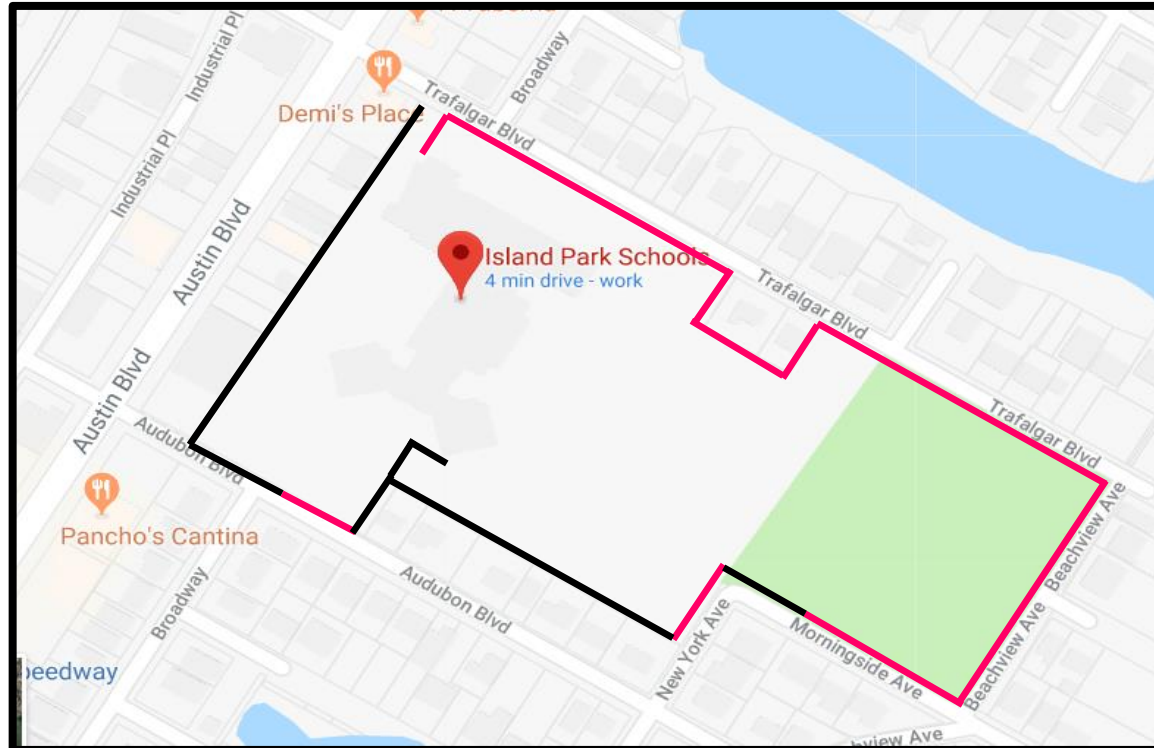 Industrial Pl
Broadway
Demi's Place
Trafalgar Blvd
Industrial Pl
Austin Blvd
Island Park Schools
4 min drive - work
Trafalgar Blvd
Austin Blvd
Audubon Blvd
Trafalgar Blvd
Pancho's Cantina
Beachview Ave
Audubon Blvd
Broadway
New York Ave
Morningside Ave
Beachview Ave
peedway
view Ave